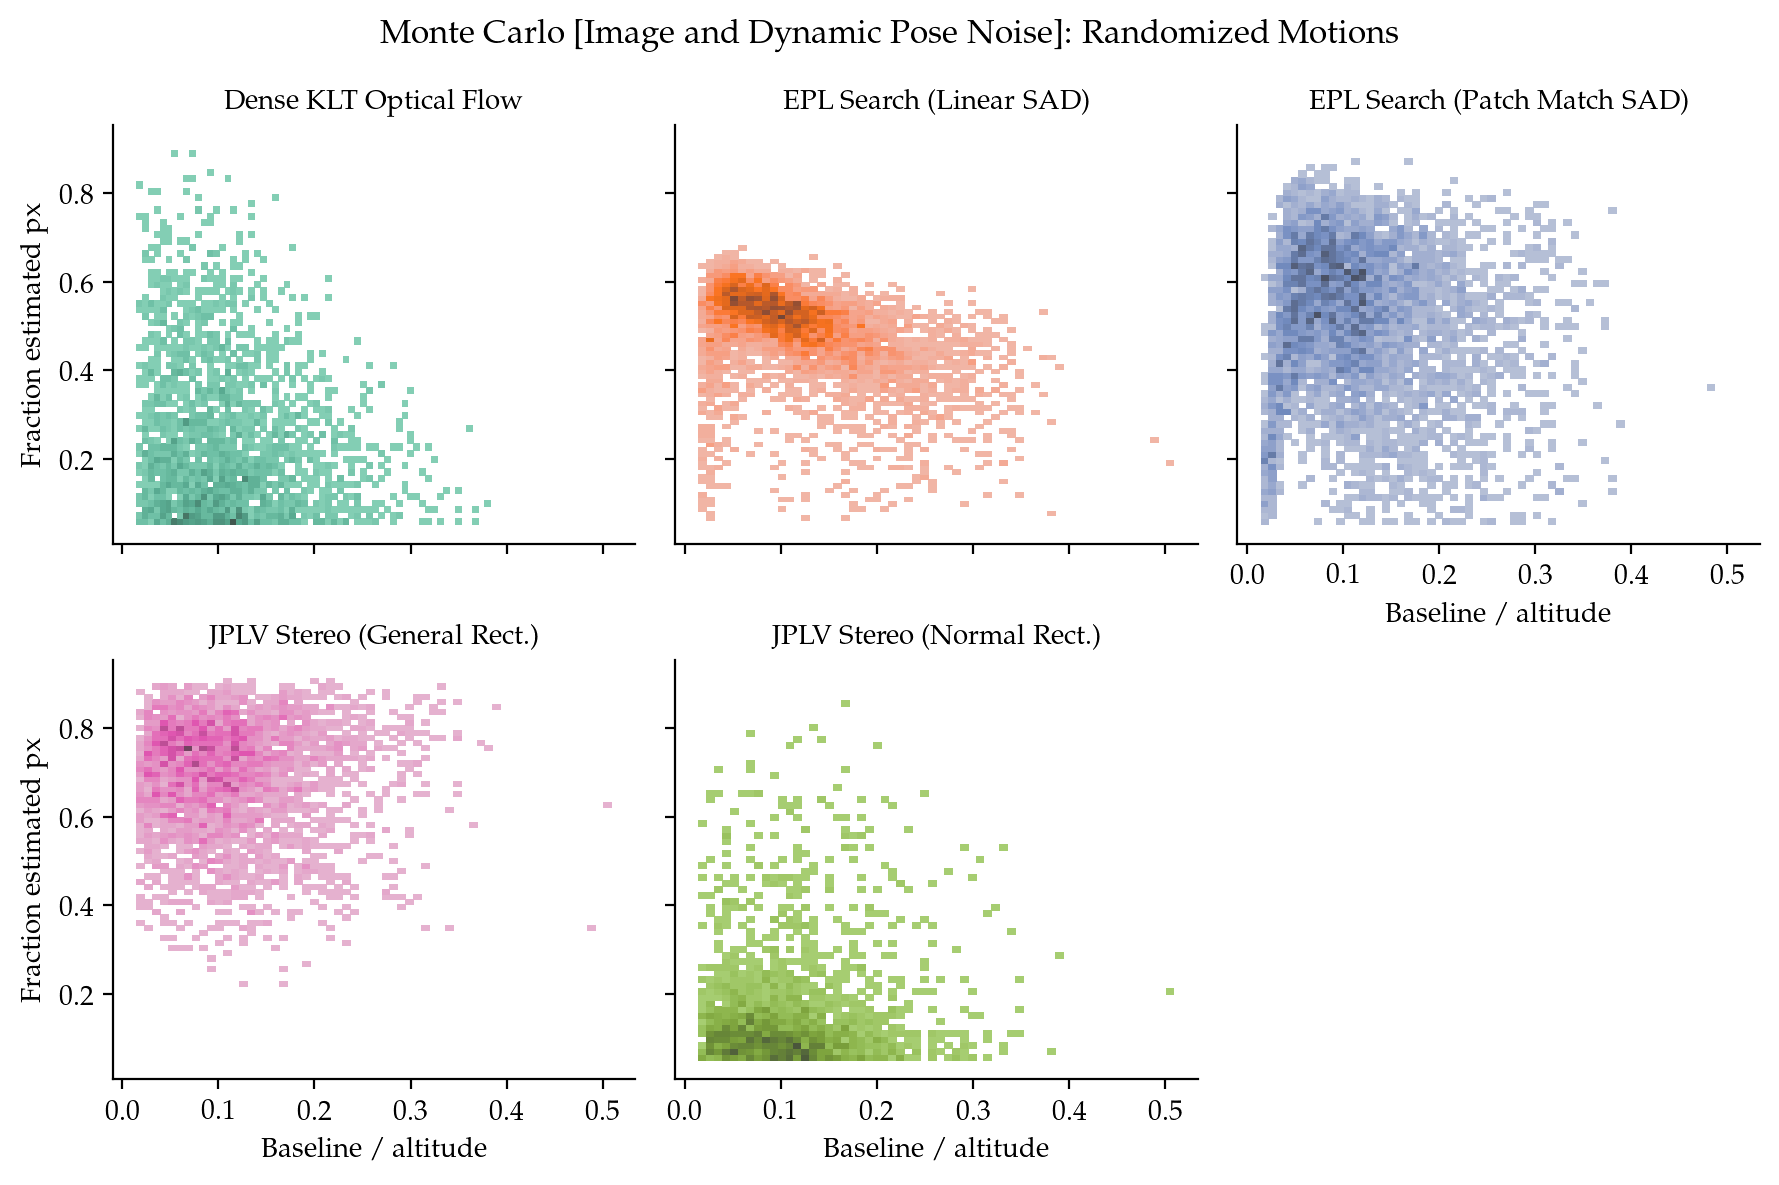 Monte Carlo [Image and Dynamic Pose Noise]: Randomized Motions
Dense KLT Optical Flow
EPL Search (Linear SAD)
EPL Search (Patch Match SAD)
Fraction estimated px
0.8
0.6
0.4
0.2
0.0 0.1 0.2 0.3 0.4 0.5
Baseline / altitude
JPLV Stereo (General Rect.)
JPLV Stereo (Normal Rect.)
Fraction estimated px
0.8
0.6
0.4
0.2
0.0 0.1 0.2 0.3 0.4 0.5
Baseline / altitude
0.0 0.1 0.2 0.3 0.4 0.5
Baseline / altitude